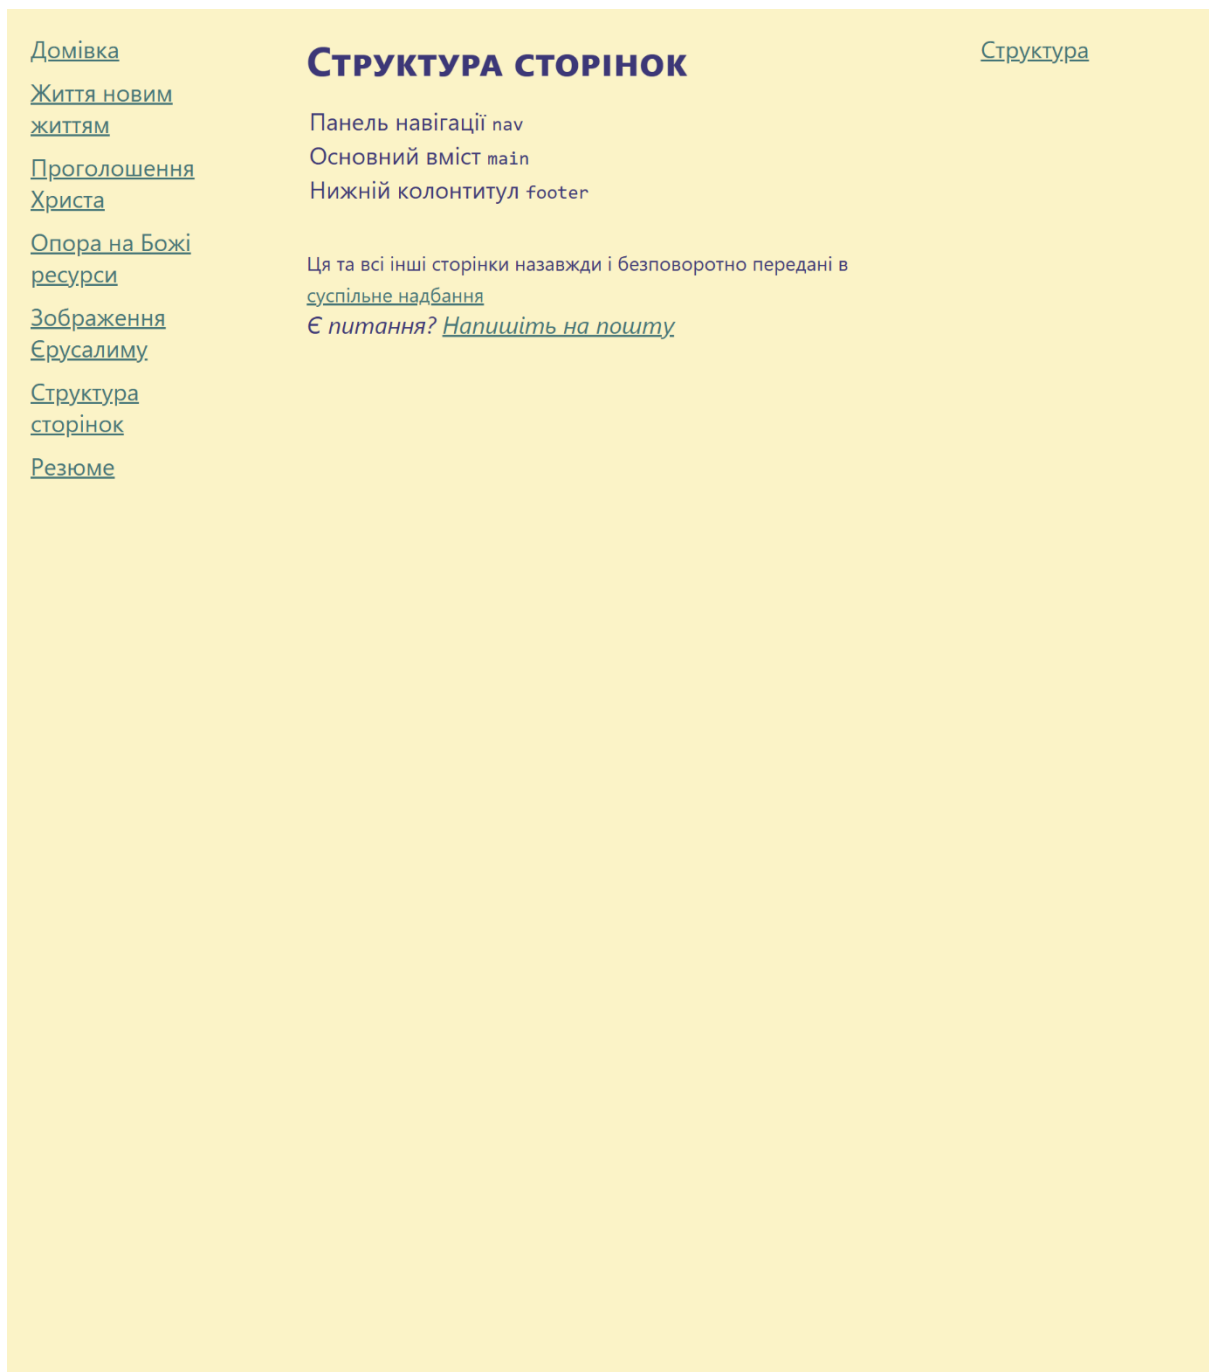 Домівка
Життя новим
життям
Проголошення
Христа
Опора на Божі
ресурси
Зображення
Єрусалиму
Структура
сторінок
Резюме
Структура сторінок
Панель навігації nav
Основний вміст main
Нижній колонтитул footer
Ця та всі інші сторінки назавжди і безповоротно передані в
суспільне надбання
Є питання? Напишіть на пошту
Структура